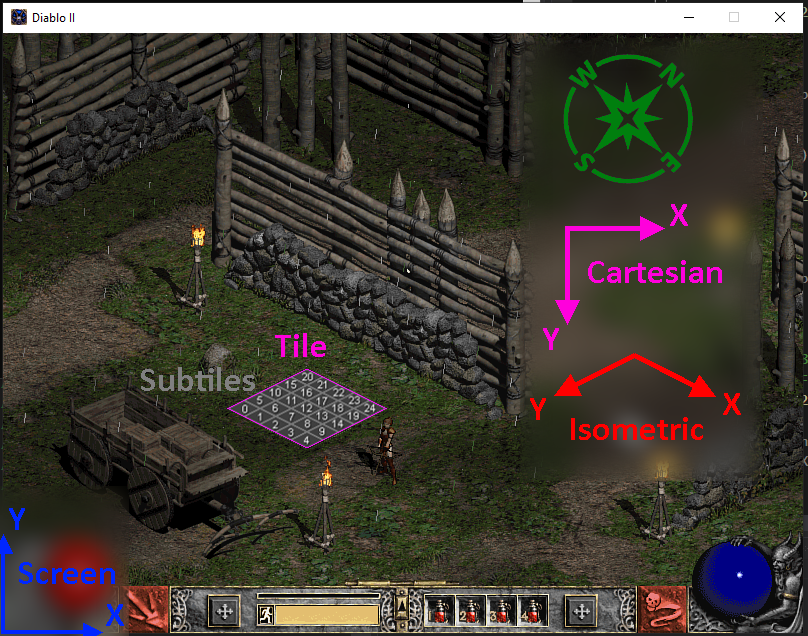 Diablo II
W N
S E
X
Cartesian
Y
Tile
Subtiles
20
15 21
10 16 22
5 11 17 23
0 6 12 18 24
1 7 13 19
2 8 14
3 9
4
Y X
Isometric
Y
Screen
X
1 2 3 4